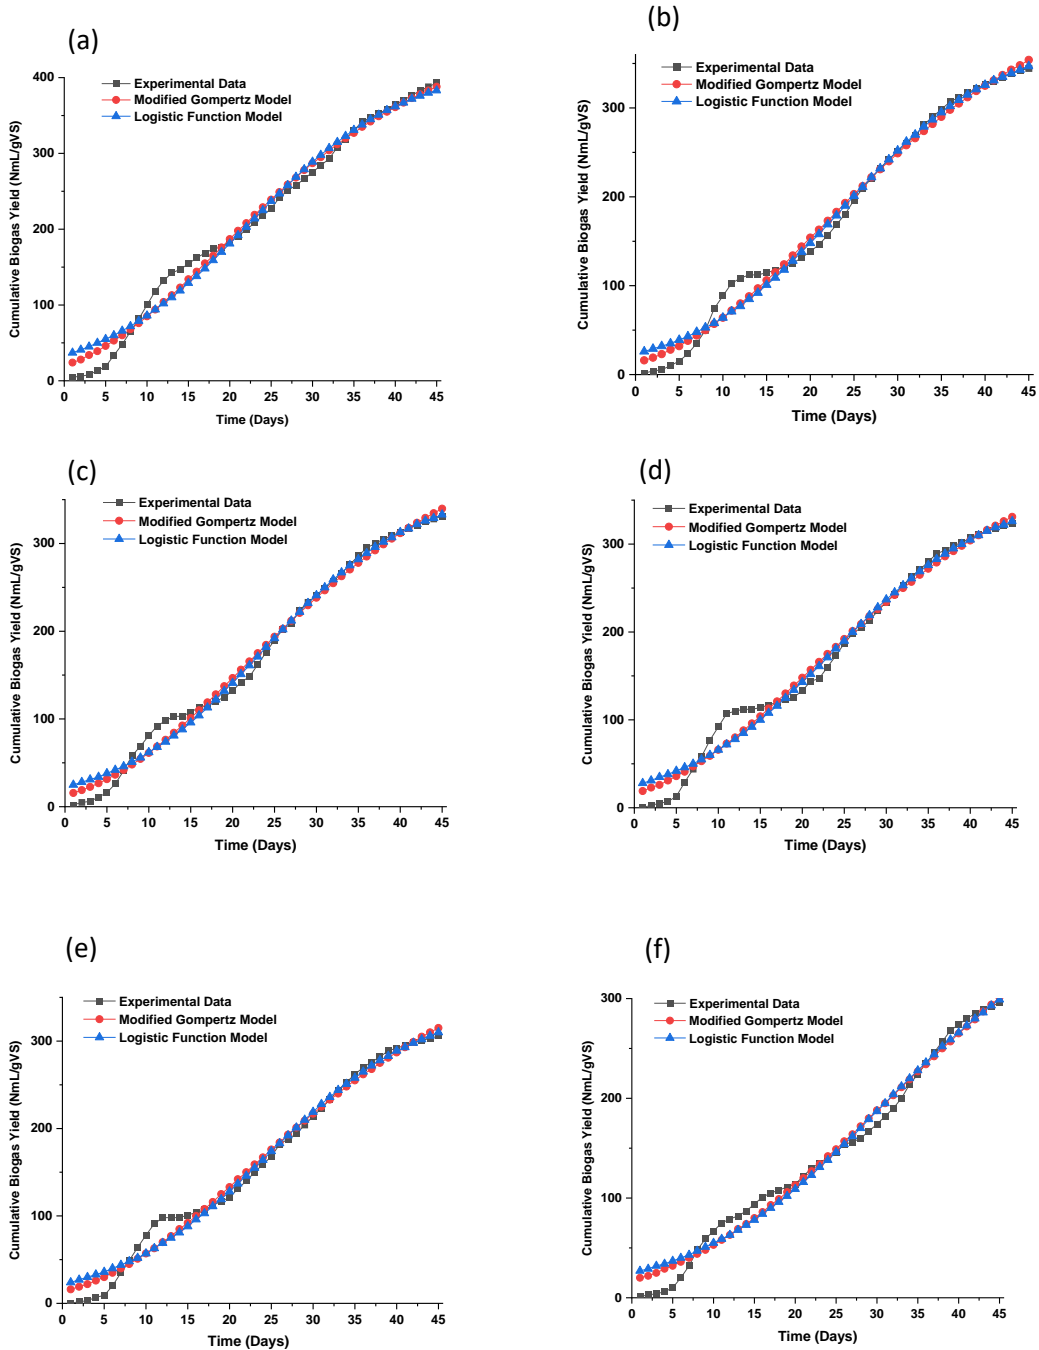 (a)
Experimental Data
Modified Gompertz Model
Logistic Function Model
Cumulative Biogas Yield (NmL/gVS)
400
300
200
100
0
0 5 10 15 20 25 30 35 40 45
Time (Days)
(b)
Experimental Data
Modified Gompertz Model
Logistic Function Model
Cumulative Biogas Yield (NmL/gVS)
300
200
100
0
0 5 10 15 20 25 30 35 40 45
Time (Days)
(c)
Experimental Data
Modified Gompertz Model
Logistic Function Model
Cumulative Biogas Yield (NmL/gVS)
300
200
100
0
0 5 10 15 20 25 30 35 40 45
Time (Days)
(d)
Experimental Data
Modified Gompertz Model
Logistic Function Model
Cumulative Biogas Yield (NmL/gVS)
300
200
100
0
0 5 10 15 20 25 30 35 40 45
Time (Days)
(e)
Experimental Data
Modified Gompertz Model
Logistic Function Model
Cumulative Biogas Yield (NmL/gVS)
300
200
100
0
0 5 10 15 20 25 30 35 40 45
Time (Days)
(f)
Experimental Data
Modified Gompertz Model
Logistic Function Model
Cumulative Biogas Yield (NmL/gVS)
300
200
100
0
0 5 10 15 20 25 30 35 40 45
Time (Days)